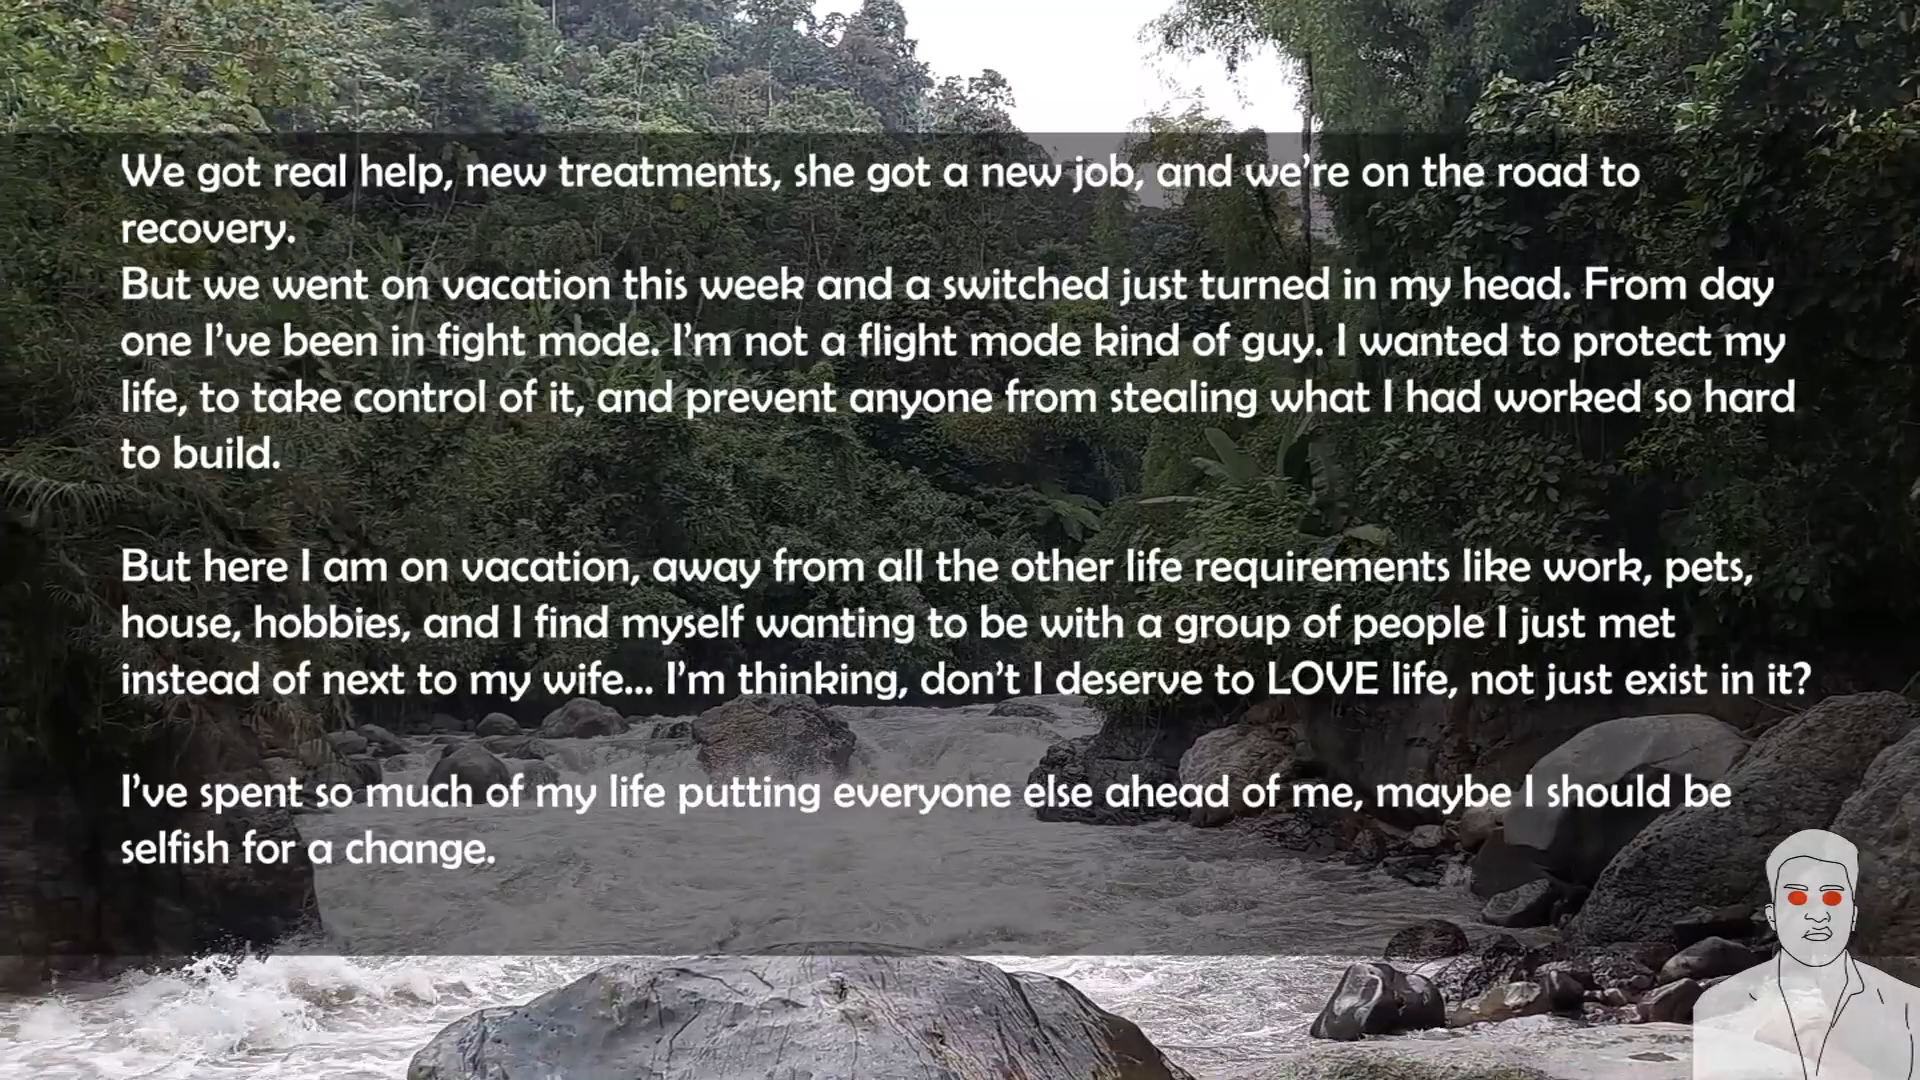 We got real help, new treatments, she got a new job, and we're on the road to
recovery.
But we went on vacation this week and a switched just turned in my head. From day
one I've been in fight mode. I'm not a flight mode kind of guy. I wanted to protect my
life, to take control of it, and prevent anyone from stealing what I had worked so hard
to build.
But here I am on vacation, away from all the other life requirements like work, pets,
house, hobbies, and I find myself wanting to be with a group of people I just met
instead of next to my wife... I'm thinking, don't I deserve to LOVE life, not just exist in it?
I've spent so much of my life putting everyone else ahead of me, maybe I should be
selfish for a change.